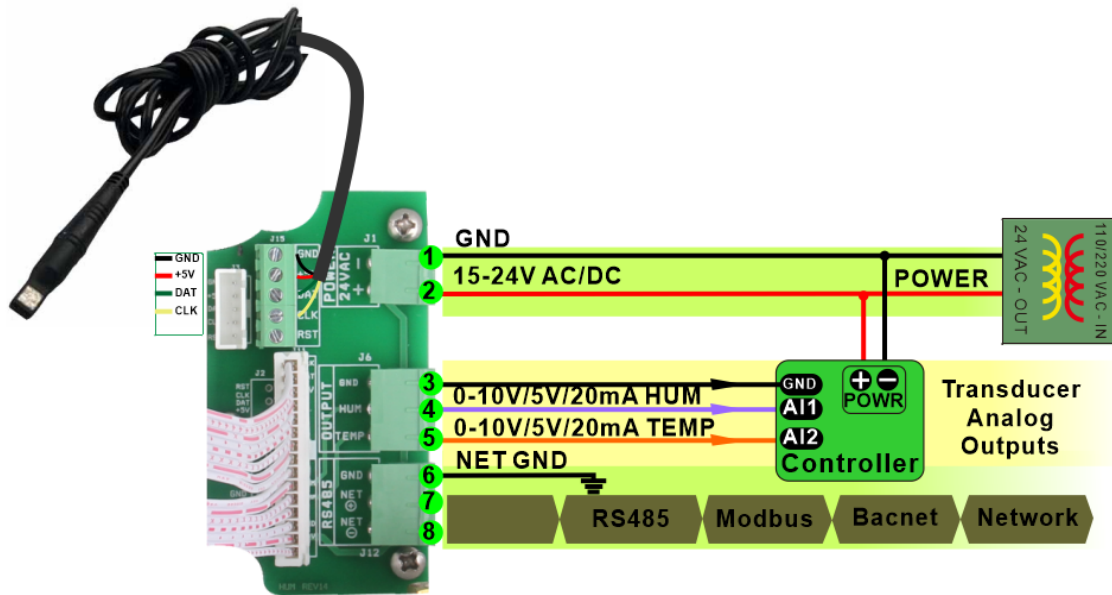 GND
+5V
DAT
CLK
J15
GND
DAT
CLK
RST
J1
POWER
24VAC
-
+
1
GND
2
15-24V AC/DC
POWER
24 VAC - OUT
110/220 VAC - IN
J2
RST
CLK
DAT
+5V
J6
OUTPUT
GND
HUM
TEMP
3
4
0-10V/5V/20mA HUM
5
0-10V/5V/20mA TEMP
GND
AI1
AI2
+ -
POWR
Controller
Transducer
Analog
Outputs
RS485
GND
NET
+
NET
-
J12
6
NET GND
7
8
RS485
Modbus
Bacnet
Network
HUM REV14